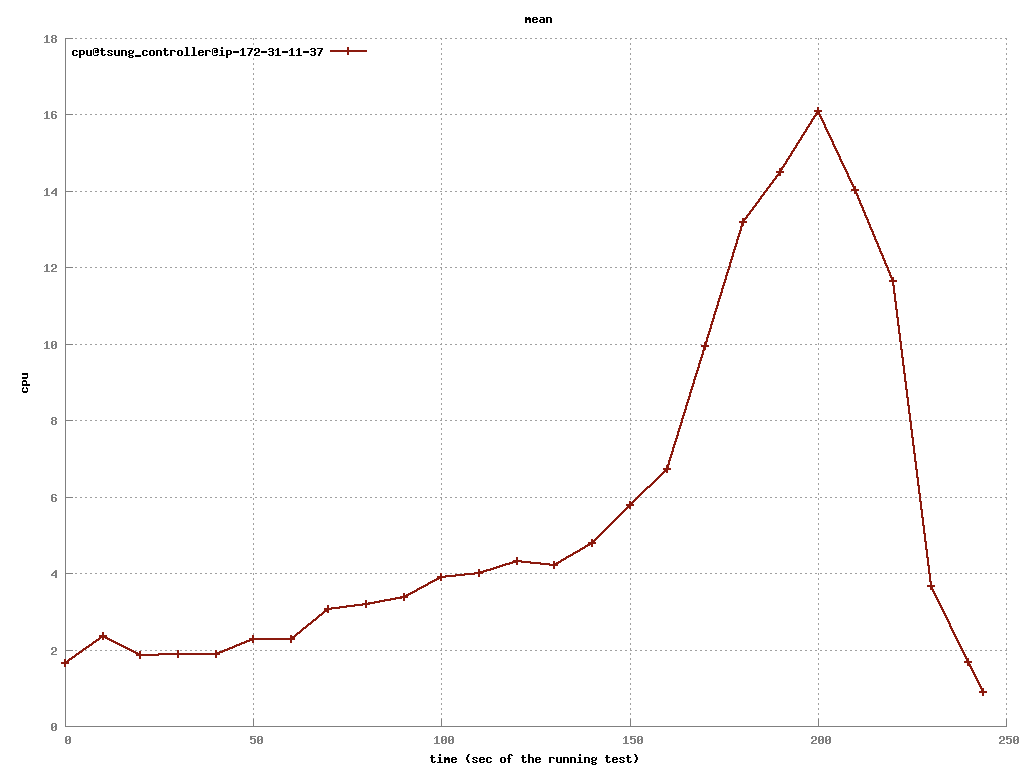 mean
cpu@tsung_controller@ip-172-31-11-37
18
16
14
12
10
8
6
4
2
0
cpu
0 50 100 150 200 250
time (sec of the running test)